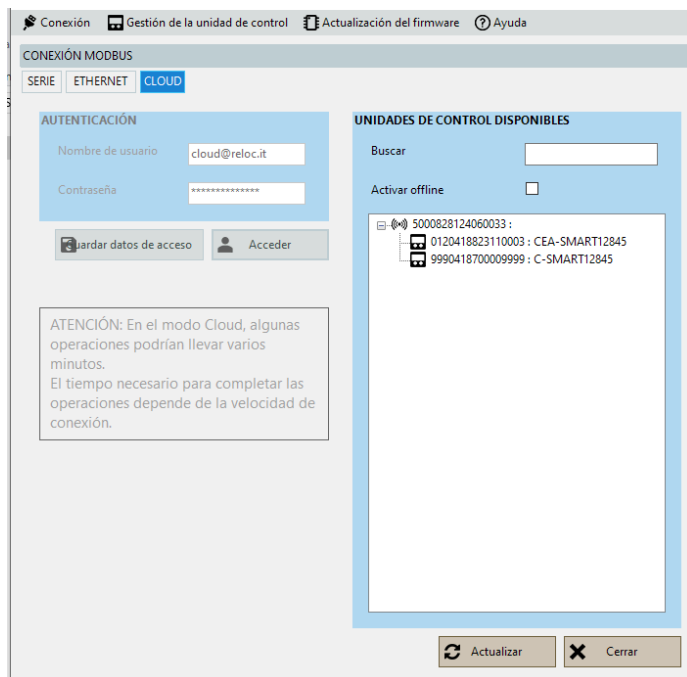 Conexión Gestión de la unidad de control Actualización del firmware Ayuda
CONEXIÓN MODBUS
SERIE ETHERNET CLOUD
AUTENTICACIÓN
Nombre de usuario cloud@reloc.it
Contraseña **************
uardar datos de acceso Acceder
ATENCIÓN: En el modo Cloud, algunas
operaciones podrían llevar varios
minutos.
El tiempo necesario para completar las
operaciones depende de la velocidad de
conexión.
UNIDADES DE CONTROL DISPONIBLES
Buscar
Activar offline
5000828124060033 :
0120418823110003 : CEA-SMART12845
9990418700009999 : C-SMART12845
Actualizar Cerrar